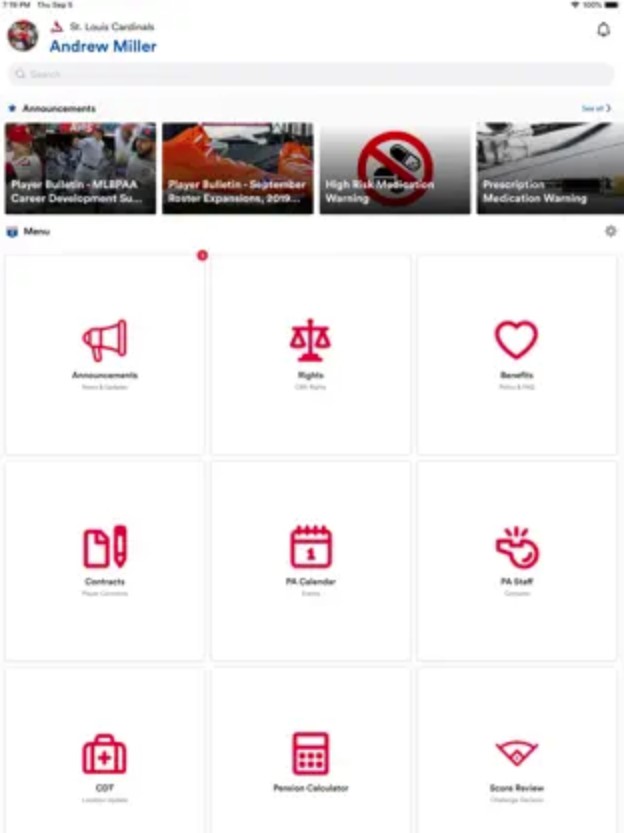 7:19 PM Thu Sep 5
100%
St. Louis Cardinals
Andrew Miller
Search
Announcements
See all
Player Bulletin - MLBPAA
Career Development Su...
Player Bulletin - September
Roster Expansions, 2019...
High Risk Medication
Warning
Prescription
Medication Warning
Menu
Announcements
News & Updates
Rights
CBA Rights
Benefits
Policy & FAQ
Contracts
Player Contracts
1
PA Calendar
Events
PA Staff
Contacts
CDT
Location Update
Pension Calculator
Score Review
Challenge Decision